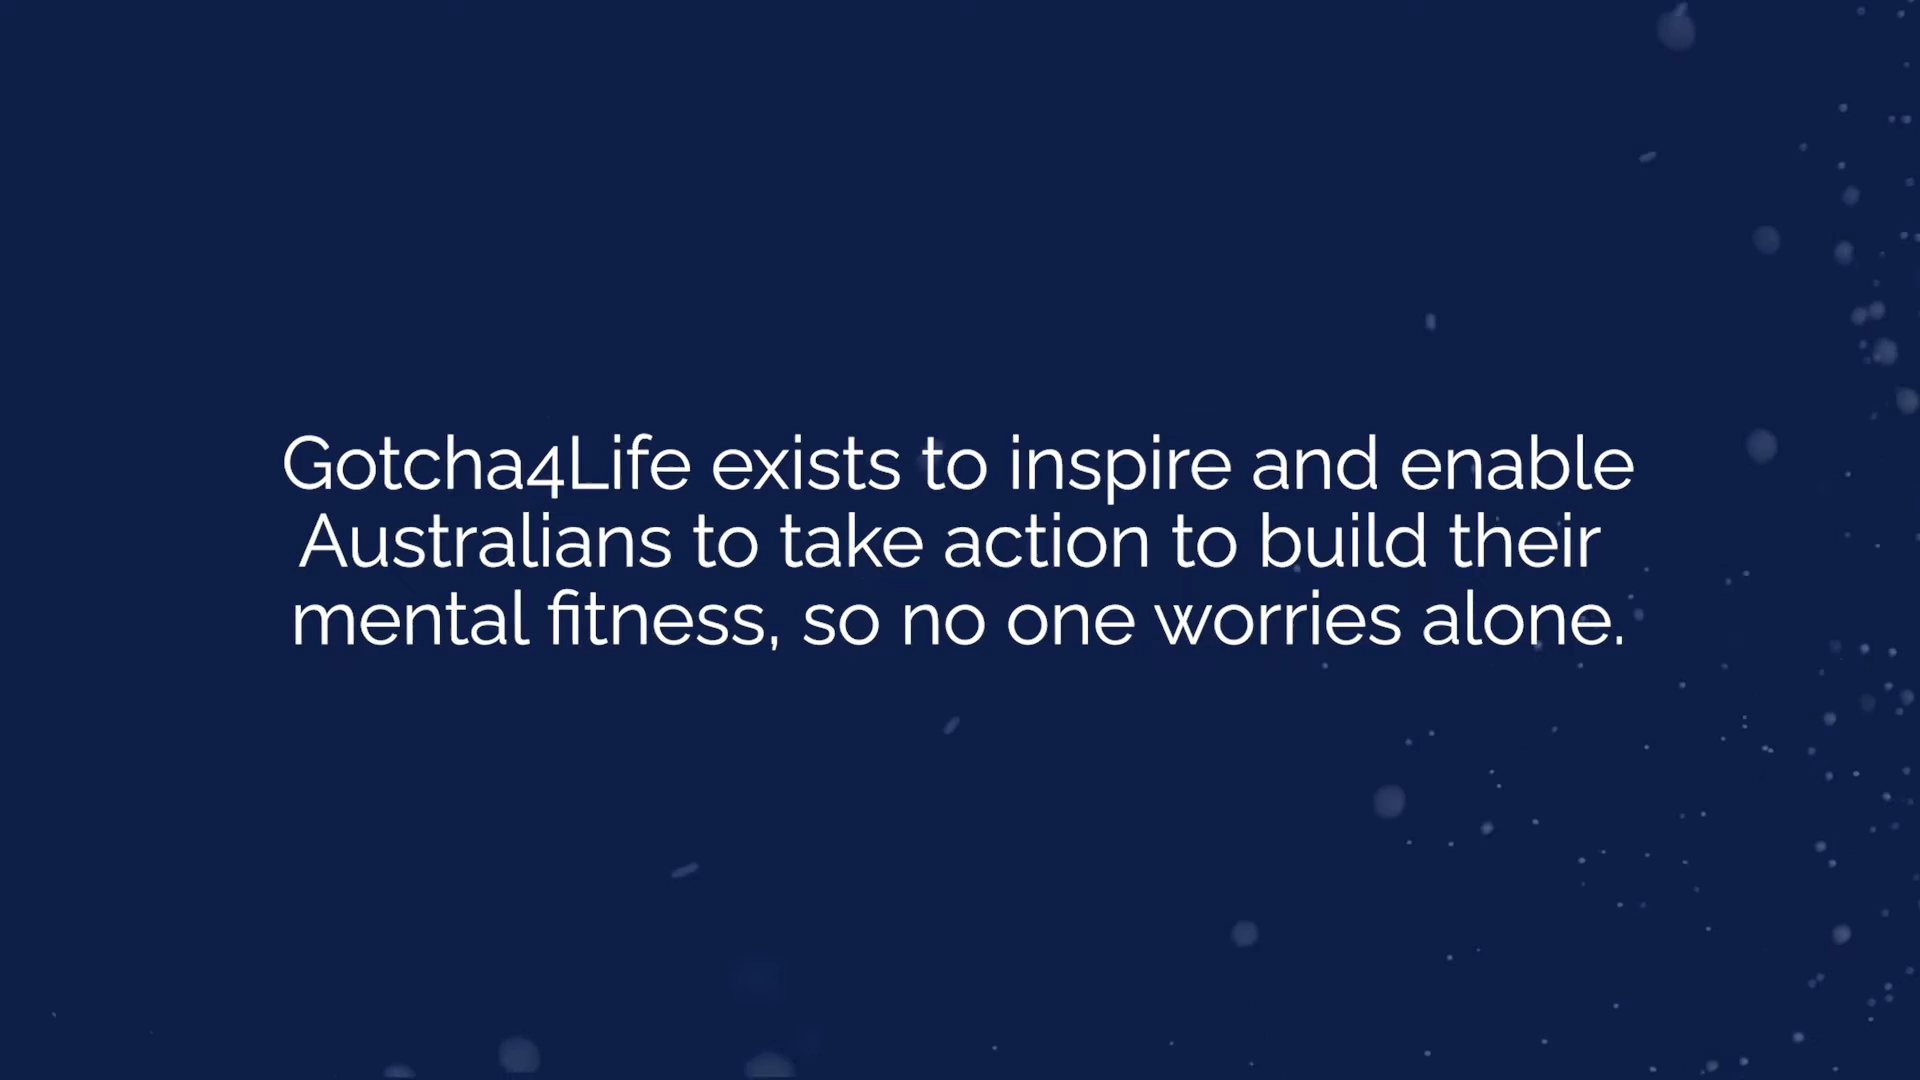 Gotcha4Life exists to inspire and enable
Australians to take action to build their
mental fitness, so no one worries alone.